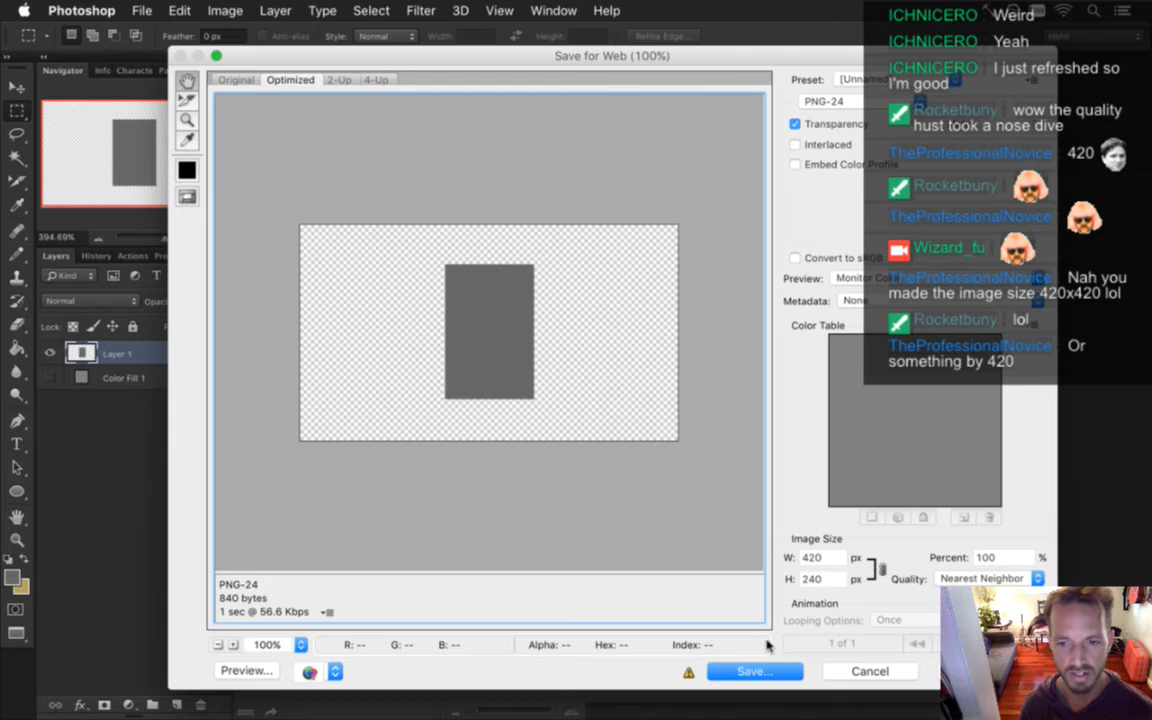 Photoshop File Edit Image Layer Type Select Filter 3D View Window Help
Feather: 0 px Anti-alias Style: Normal Width: Height: Refine Edge...
Save for Web (100%)
Navigator Info Characte Pa
394.69%
Layers History Actions
Kind
Normal Opac
Lock:
Layer 1
Color Fill 1
Original Optimized 2-Up 4-Up
PNG-24
840 bytes
1 sec @ 56.6 Kbps
100% R: -- G: -- B: -- Alpha: -- Hex: -- Index: --
Preview... Save... Cancel
Preset: [Unnam
PNG-24
Transparency
Interlaced
Embed Color Profile
Convert to sRGB
Preview: Monitor Col
Metadata: None
Color Table
Image Size
W: 420 px Percent: 100 %
H: 240 px Quality: Nearest Neighbor
Animation
Looping Options: Once
1 of 1
ICHNICERO Weird
ICHNICERO Yeah
ICHNICERO I just refreshed so
I'm good
Rocketbuny wow the quality
hust took a nose dive
TheProfessionalNovice : 420
Rocketbuny
TheProfessionalNovice :
Wizard_fu
TheProfessionalNovice : Nah you
made the image size 420x420 lol
Rocketbuny lol
TheProfessionalNovice : Or
something by 420